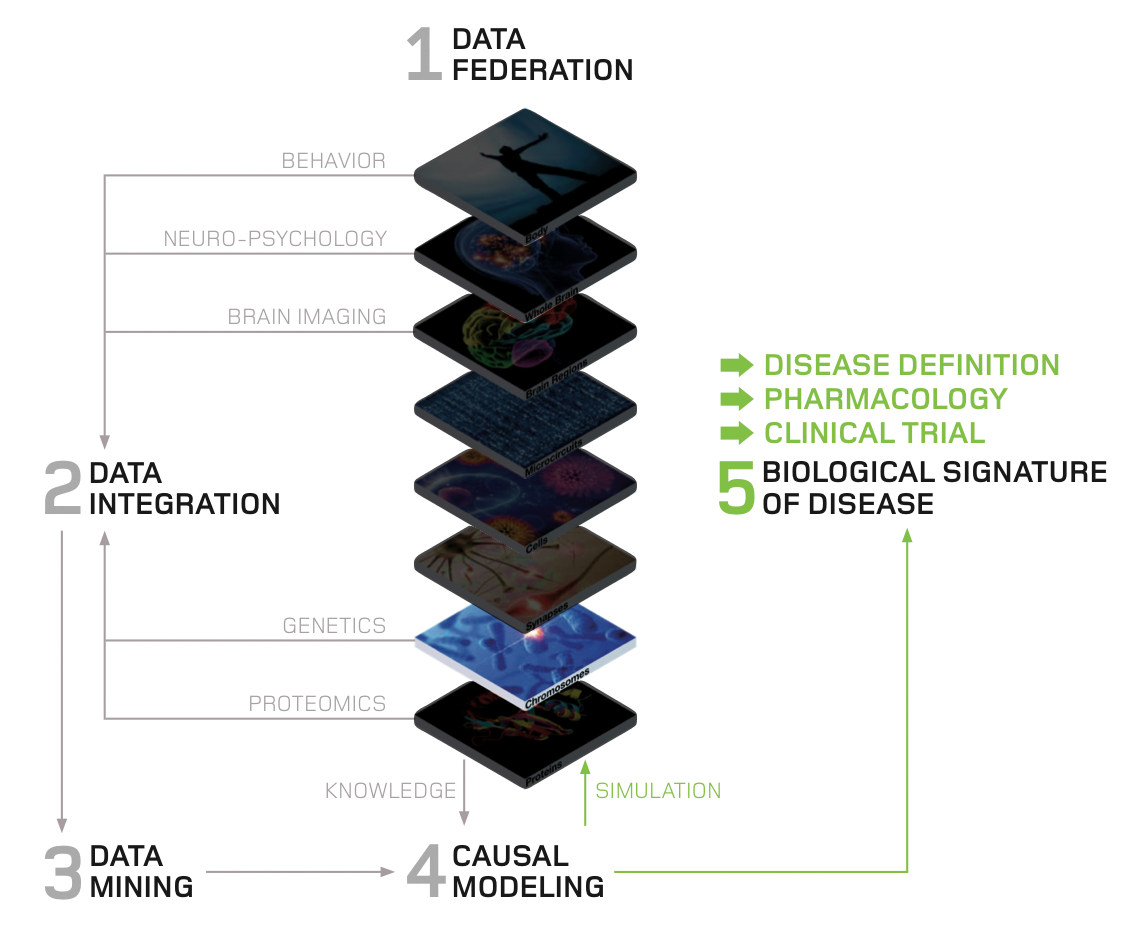 1 DATA
FEDERATION
BEHAVIOR
Body
NEURO-PSYCHOLOGY
Whole Brain
BRAIN IMAGING
Brain Regions
Microcircuits
Cells
Synapses
GENETICS
Chromosomes
PROTEOMICS
Proteins
2 DATA
INTEGRATION
DISEASE DEFINITION
PHARMACOLOGY
CLINICAL TRIAL
5 BIOLOGICAL SIGNATURE
OF DISEASE
KNOWLEDGE
SIMULATION
3 DATA
MINING
4 CAUSAL
MODELING